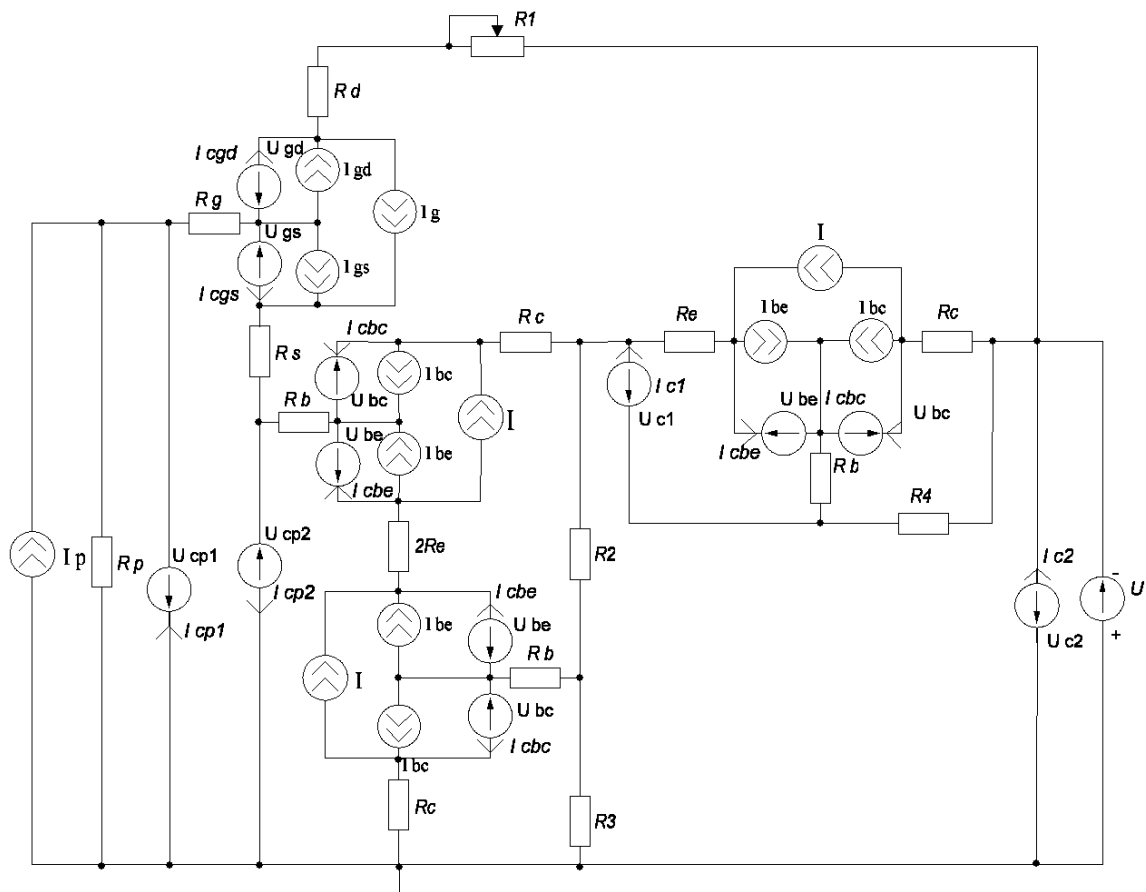 R1
R d
I cgd
U gd
I gd
R g
I g
U gs
I gs
I cgs
I
R s
I cbc
R c
R e
I be
I bc
Rc
I bc
U bc
I c1
U c1
R b
I
U be
I cbc
U bc
U be
I be
I cbe
I cbe
R b
R4
2Re
R2
U cp2
U cp1
I p
R p
I cp2
I cp1
I c2
-
U
+
U c2
I cbe
I be
U be
R b
I
U bc
I cbc
I bc
Rc
R3